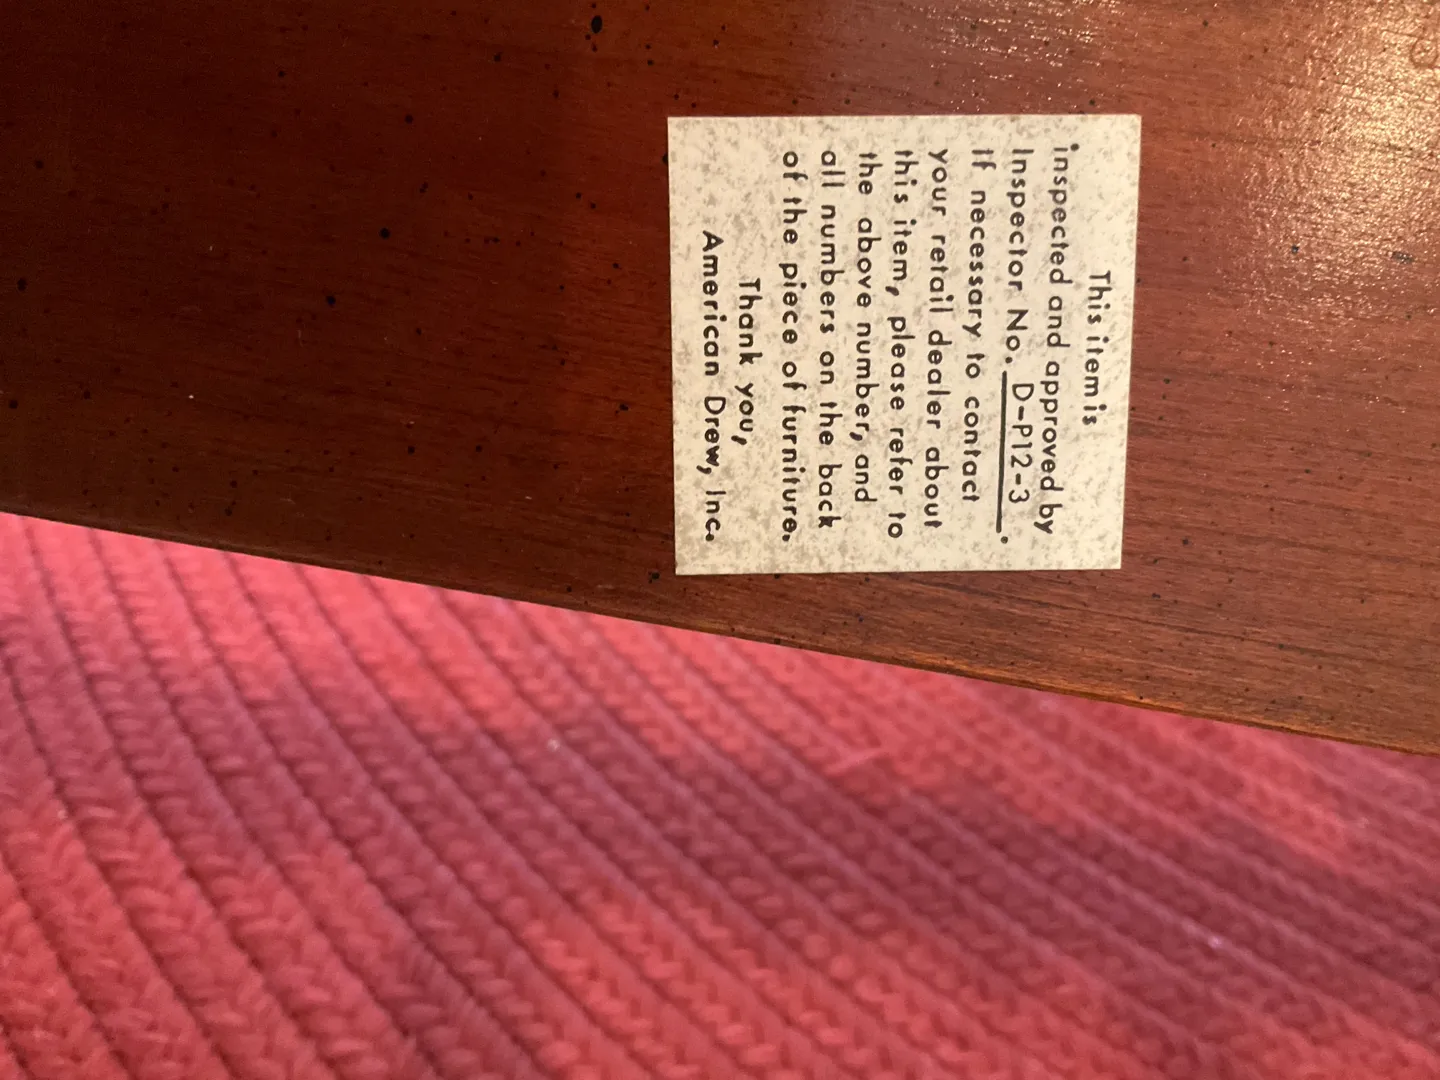 This item is
inspected and approved by
Inspector No. D-P12-3.
If necessary to contact
your retail dealer about
this item, please refer to
the above number, and
all numbers on the back
of the piece of furniture.
Thank you,
American Drew, Inc.